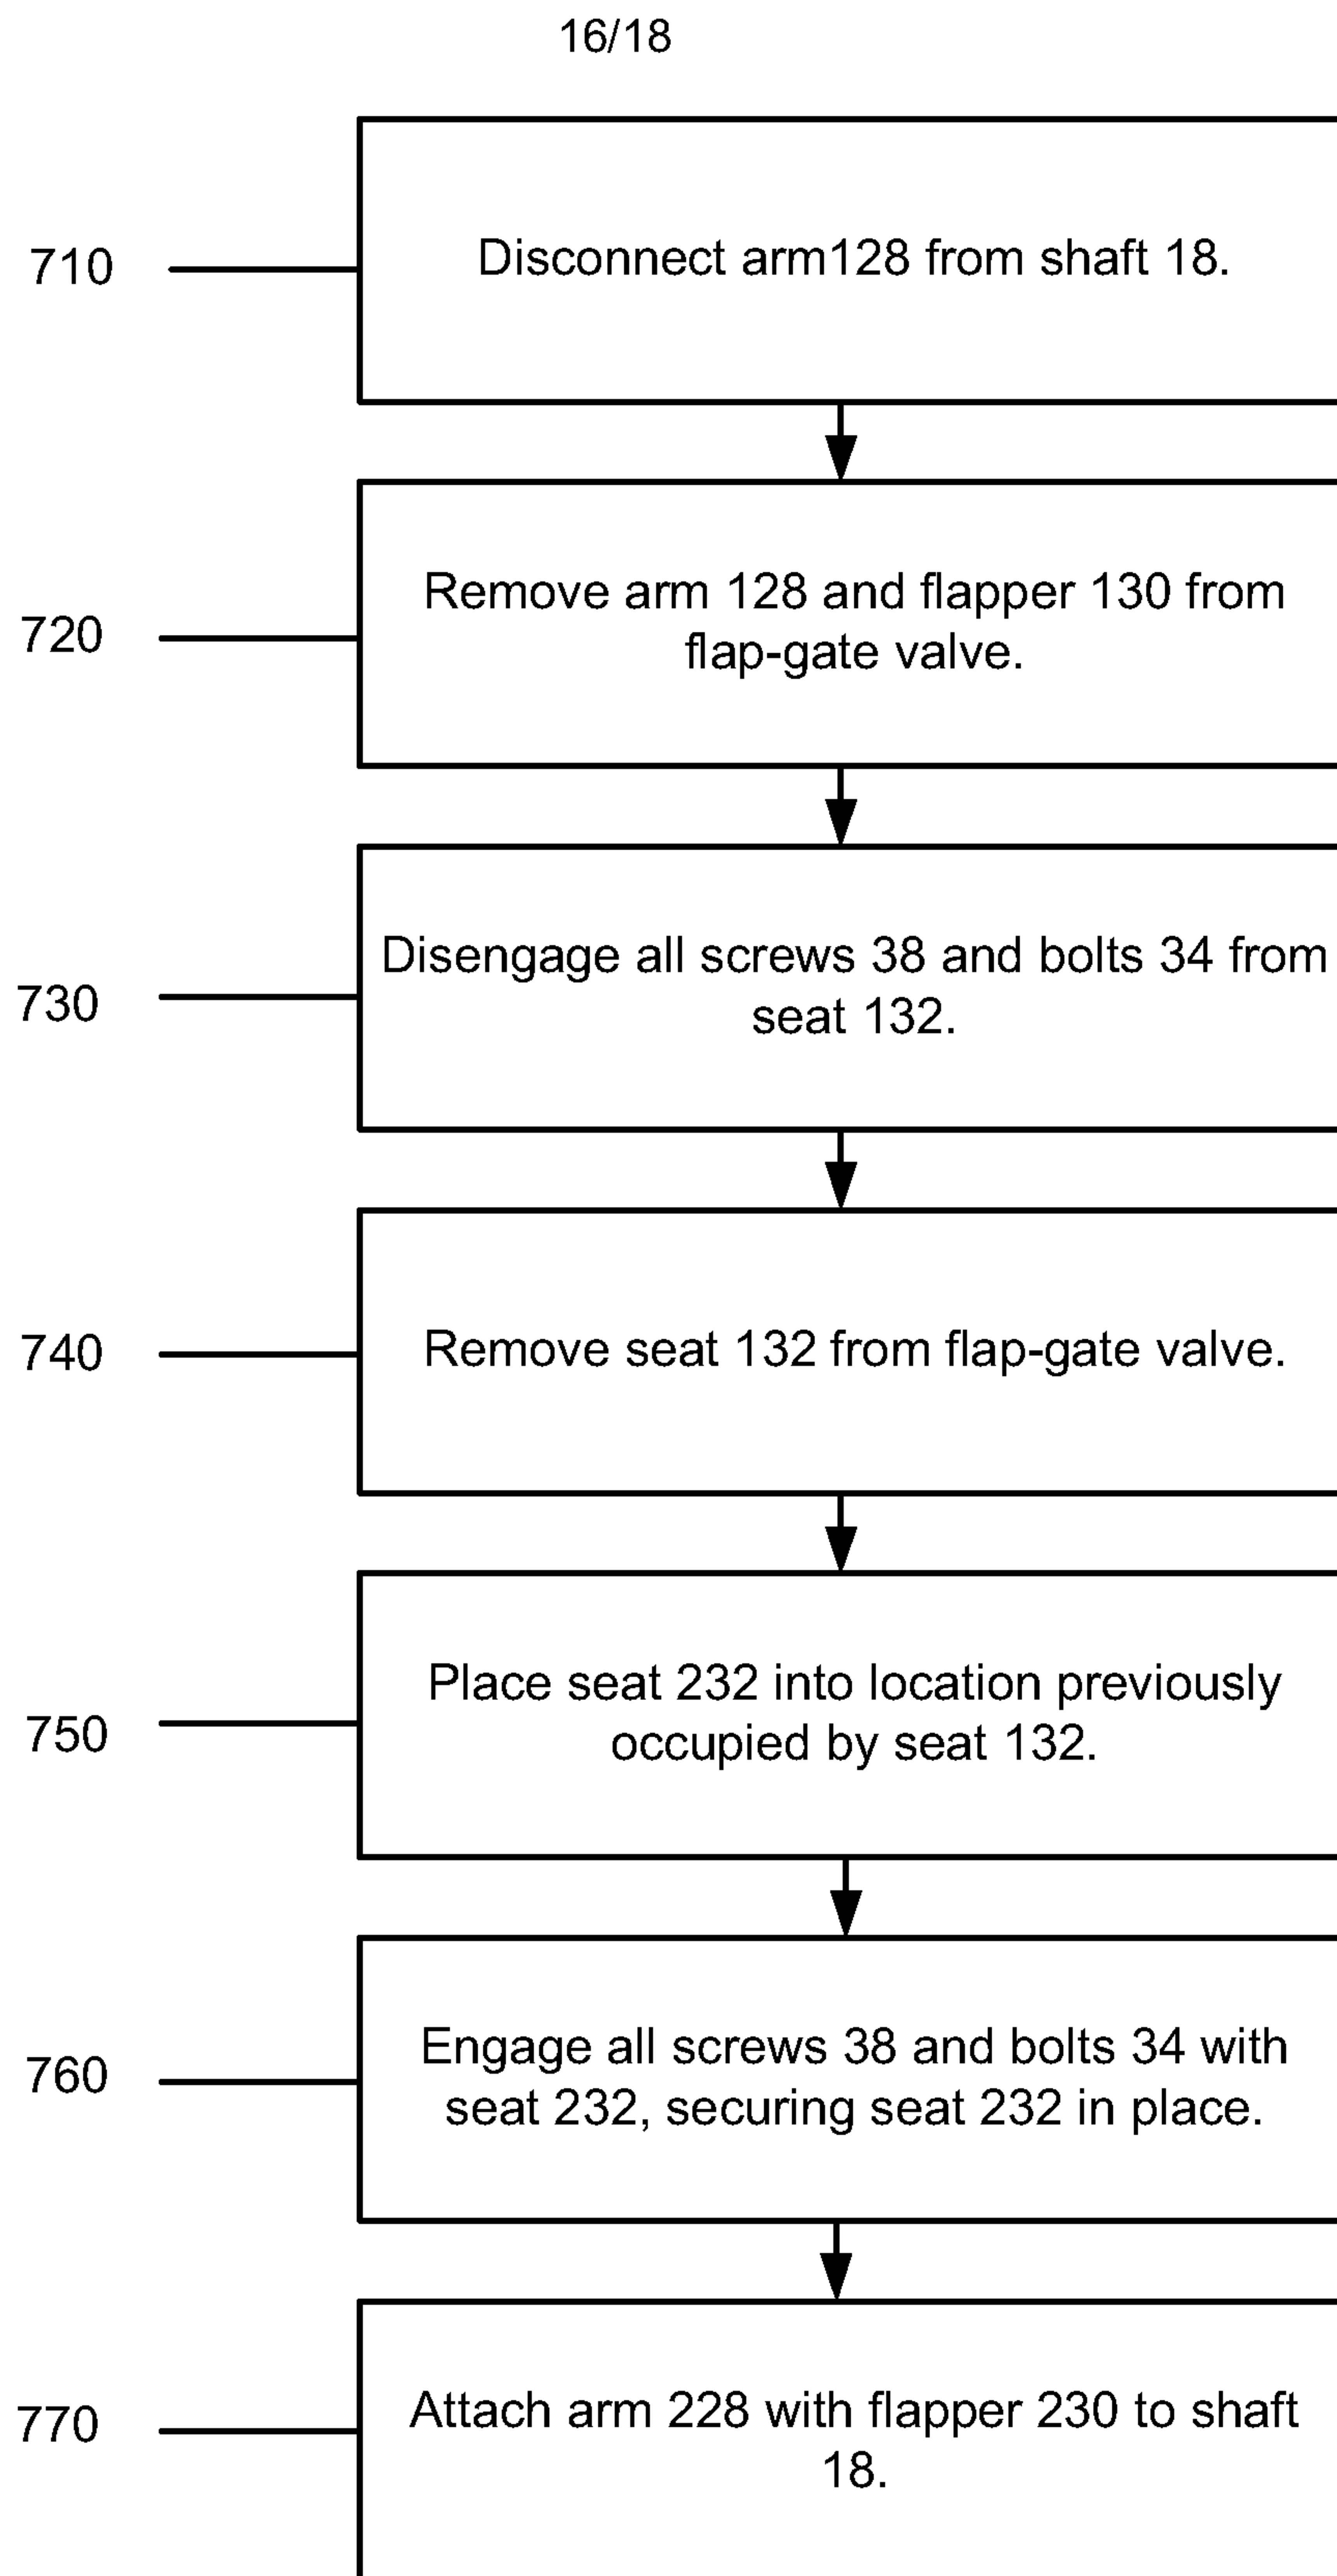 16/18
710
Disconnect arm128 from shaft 18.
720
Remove arm 128 and flapper 130 from
flap-gate valve.
730
Disengage all screws 38 and bolts 34 from
seat 132.
740
Remove seat 132 from flap-gate valve.
750
Place seat 232 into location previously
occupied by seat 132.
760
Engage all screws 38 and bolts 34 with
seat 232, securing seat 232 in place.
770
Attach arm 228 with flapper 230 to shaft
18.